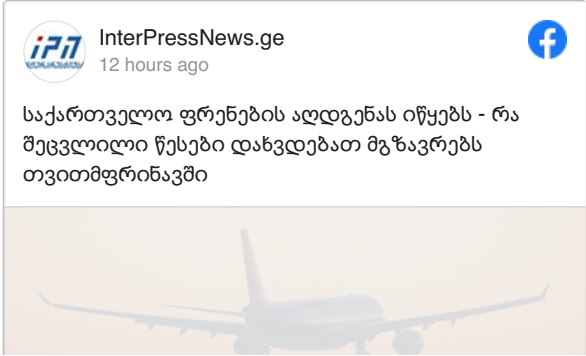 InterPressNews.ge
12 hours ago
საქართველო ფრენების აღდგენას იწყებს - რა
შეცვლილი წესები დახვდებათ მგზავრებს
თვითმფრინავში